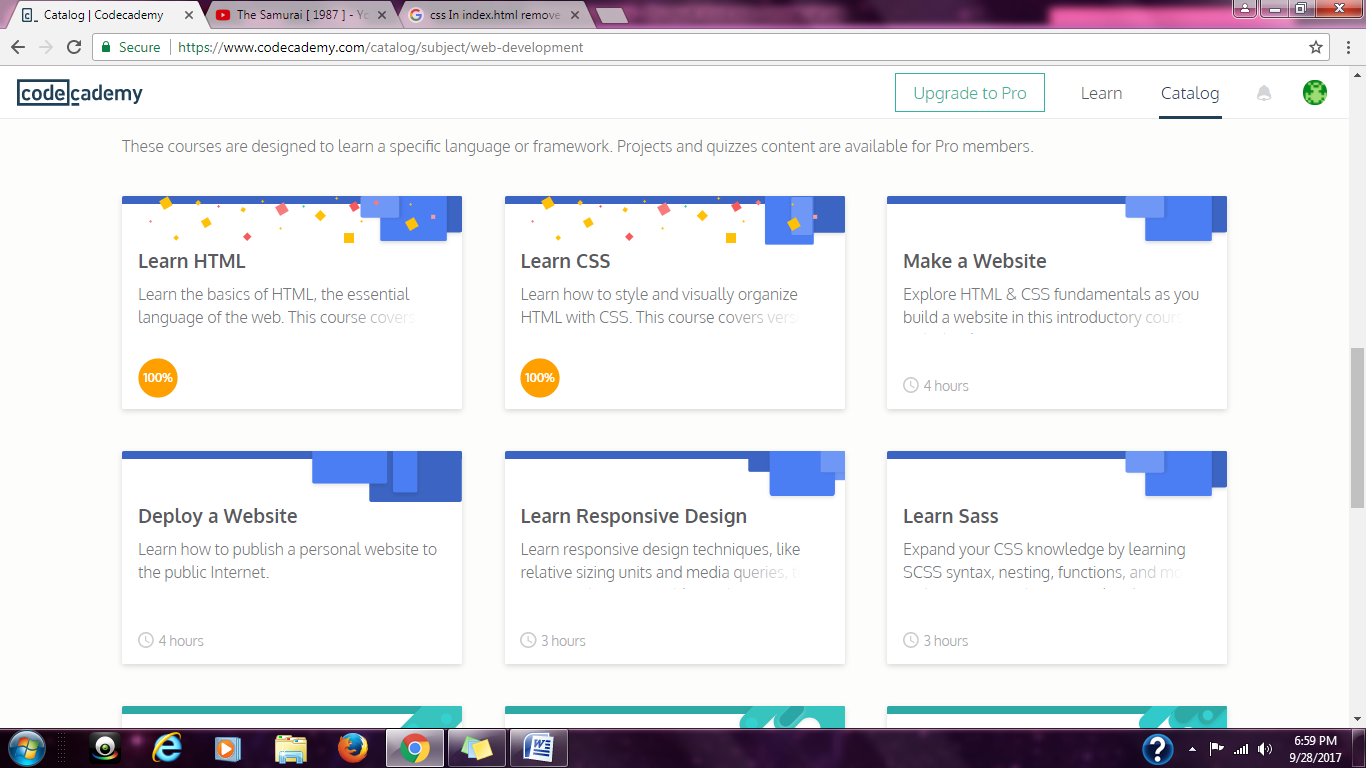 Catalog | Codecademy
The Samurai [ 1987 ] - Yo
css In index.html remove
Secure https://www.codecademy.com/catalog/subject/web-development
codecademy
Upgrade to Pro
Learn
Catalog
These courses are designed to learn a specific language or framework. Projects and quizzes content are available for Pro members.
Learn HTML
Learn the basics of HTML, the essential
language of the web. This course covers
100%
Learn CSS
Learn how to style and visually organize
HTML with CSS. This course covers vers
100%
Make a Website
Explore HTML & CSS fundamentals as you
build a website in this introductory cour
4 hours
Deploy a Website
Learn how to publish a personal website to
the public Internet.
4 hours
Learn Responsive Design
Learn responsive design techniques, like
relative sizing units and media queries,
3 hours
Learn Sass
Expand your CSS knowledge by learning
SCSS syntax, nesting, functions, and mo
3 hours
6:59 PM
9/28/2017